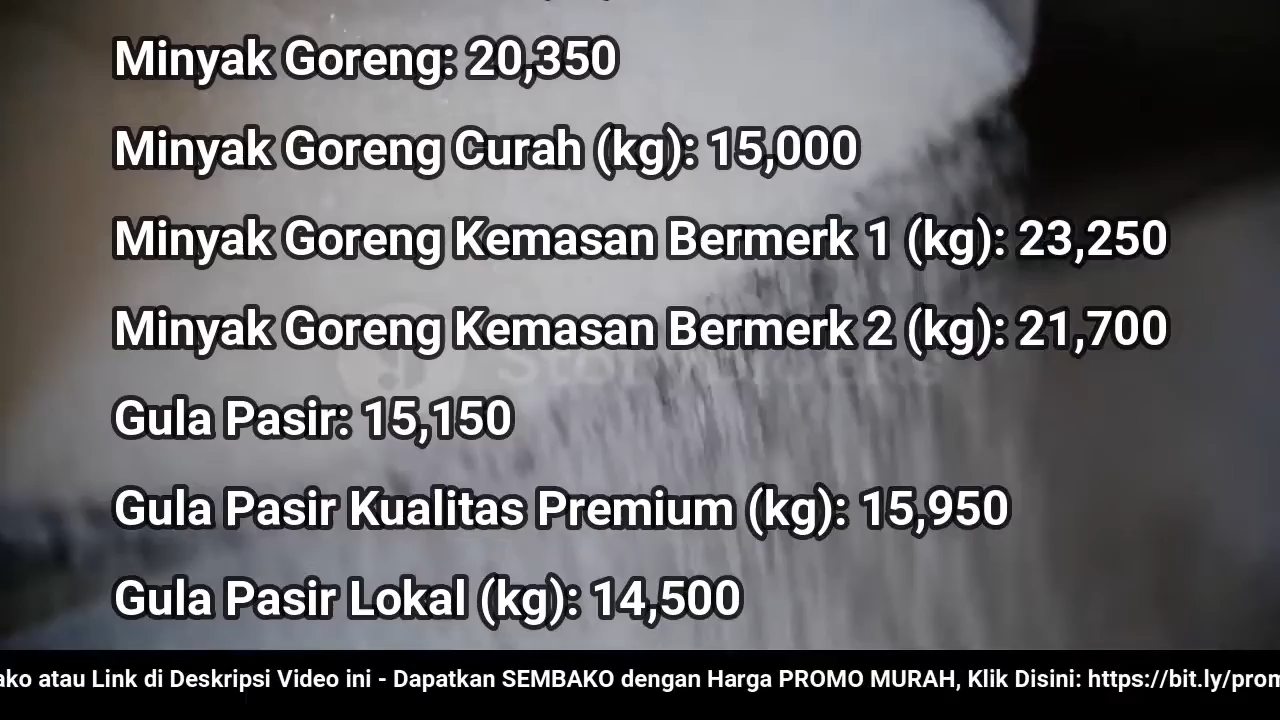 Minyak Goreng: 20,350
Minyak Goreng Curah (kg): 15,000
Minyak Goreng Kemasan Bermerk 1 (kg): 23,250
Minyak Goreng Kemasan Bermerk 2 (kg): 21,700
Gula Pasir: 15,150
Gula Pasir Kualitas Premium (kg): 15,950
Gula Pasir Lokal (kg): 14,500
ako atau Link di Deskripsi Video ini - Dapatkan SEMBAKO dengan Harga PROMO MURAH, Klik Disini: https://bit.ly/prom